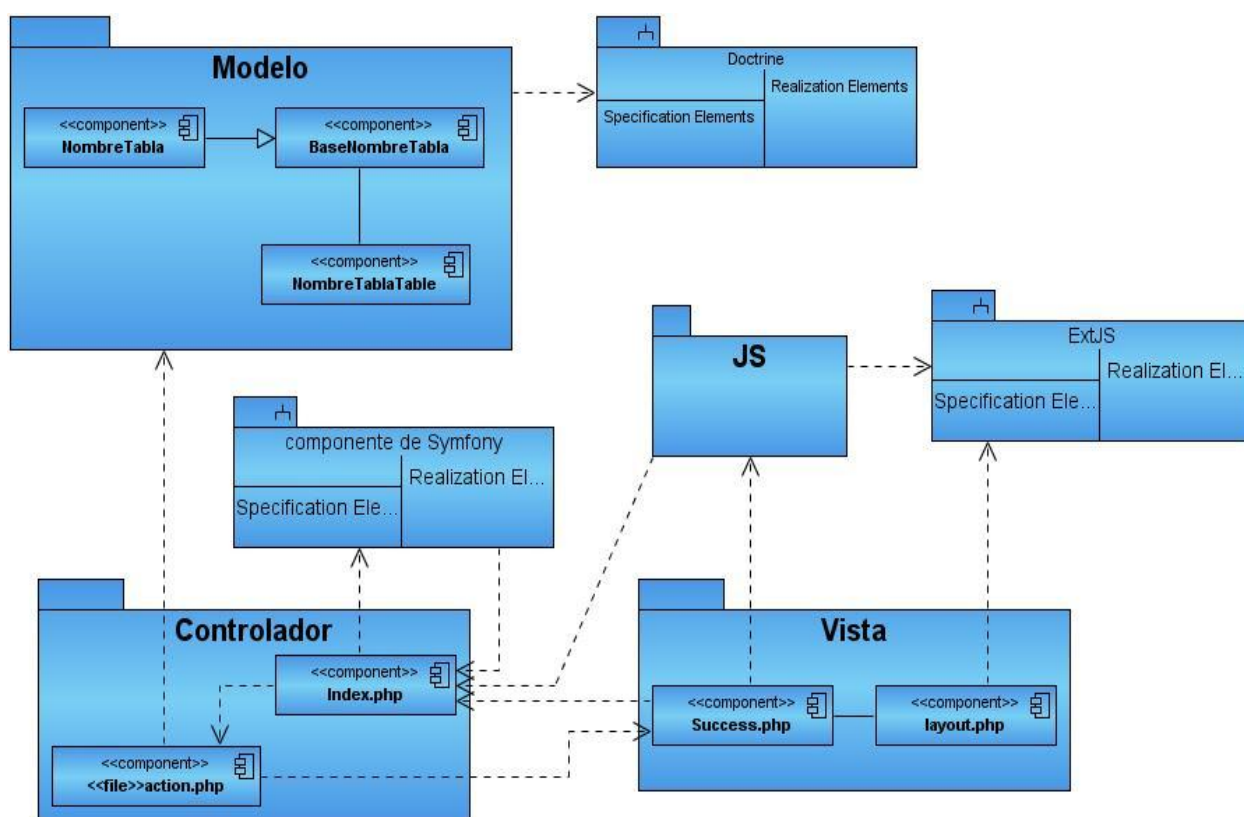 Modelo
<<component>>
NombreTabla
<<component>>
BaseNombreTabla
<<component>>
NombreTablaTable
Doctrine
Realization Elements
Specification Elements
JS
ExtJS
Realization El...
Specification Ele...
componente de Symfony
Realization El...
Specification Ele...
Controlador
<<component>>
Index.php
<<component>>
<<file>>action.php
Vista
<<component>>
Success.php
<<component>>
layout.php